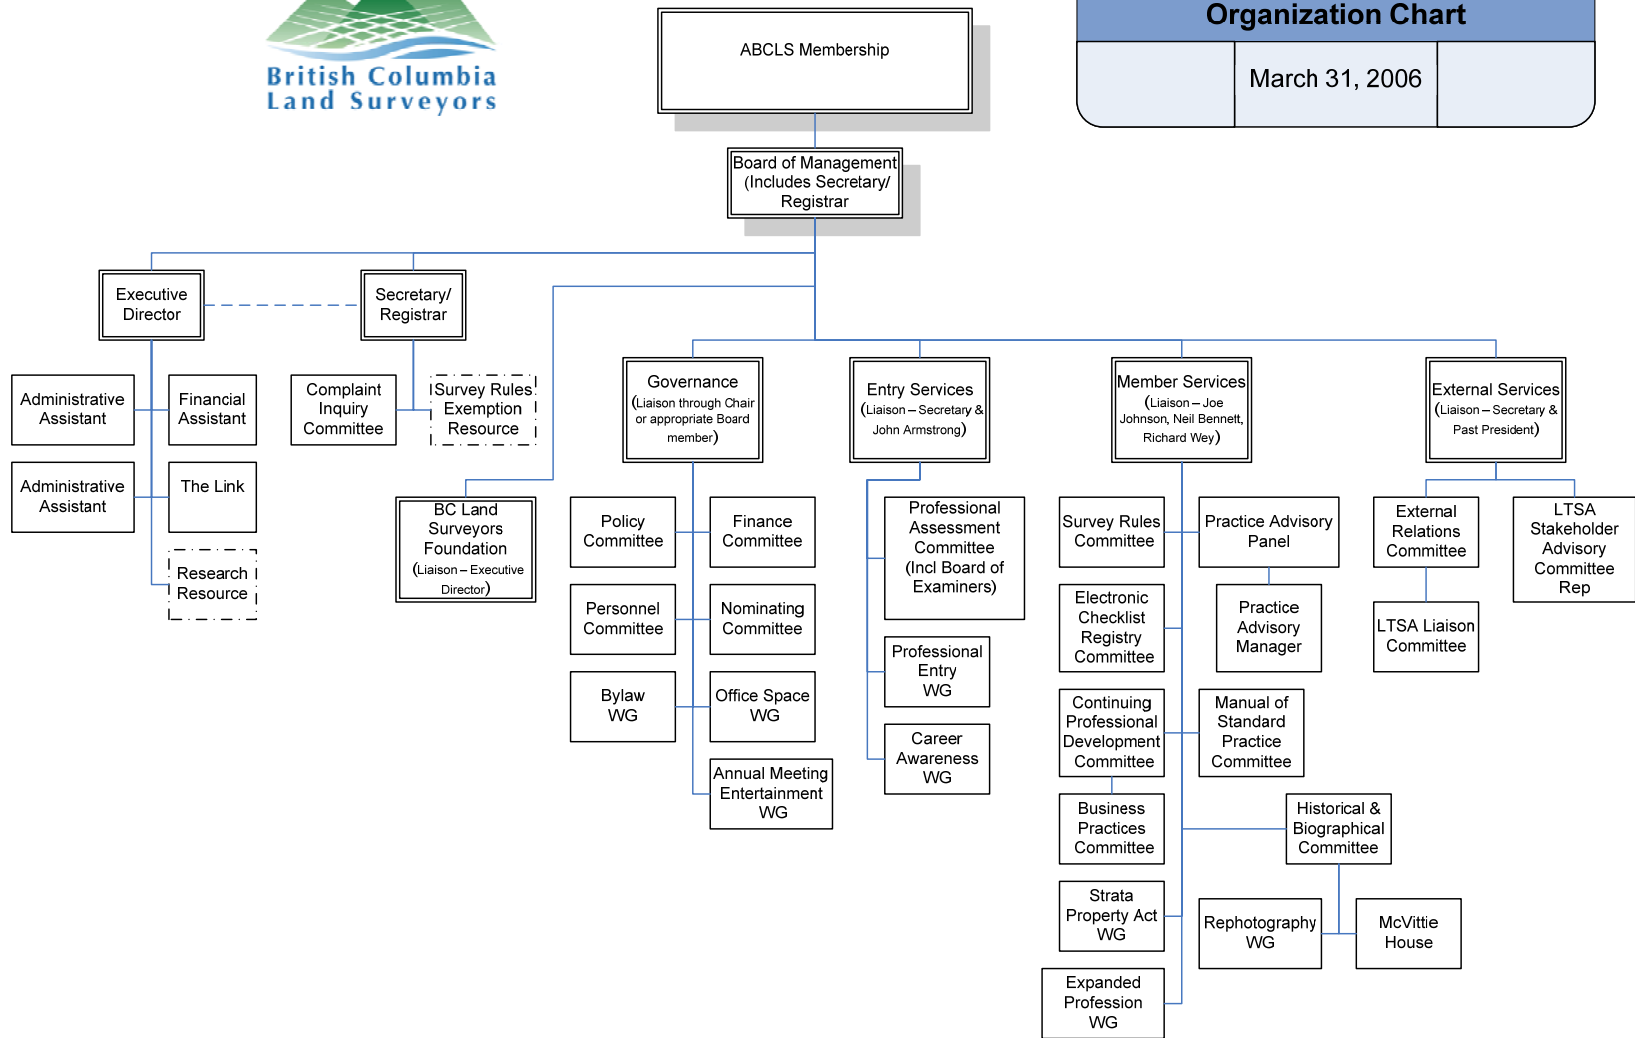 British Columbia
Land Surveyors
ABCLS Membership
Organization Chart
March 31, 2006
Board of Management
(Includes Secretary/
Registrar
Executive
Director
Secretary/
Registrar
Administrative
Assistant
Financial
Assistant
Complaint
Inquiry
Committee
Survey Rules
Exemption
Resource
Administrative
Assistant
The Link
Research
Resource
BC Land
Surveyors
Foundation
(Liaison – Executive
Director)
Governance
(Liaison through Chair
or appropriate Board
member)
Entry Services
(Liaison – Secretary &
John Armstrong)
Member Services
(Liaison – Joe
Johnson, Neil Bennett,
Richard Wey)
External Services
(Liaison – Secretary &
Past President)
Policy
Committee
Finance
Committee
Personnel
Committee
Nominating
Committee
Bylaw
WG
Office Space
WG
Annual Meeting
Entertainment
WG
Professional
Assessment
Committee
(Incl Board of
Examiners)
Professional
Entry
WG
Career
Awareness
WG
Survey Rules
Committee
Practice Advisory
Panel
Electronic
Checklist
Registry
Committee
Practice
Advisory
Manager
Continuing
Professional
Development
Committee
Manual of
Standard
Practice
Committee
Business
Practices
Committee
Historical &
Biographical
Committee
Strata
Property Act
WG
Rephotography
WG
McVittie
House
Expanded
Profession
WG
External
Relations
Committee
LTSA
Stakeholder
Advisory
Committee
Rep
LTSA Liaison
Committee